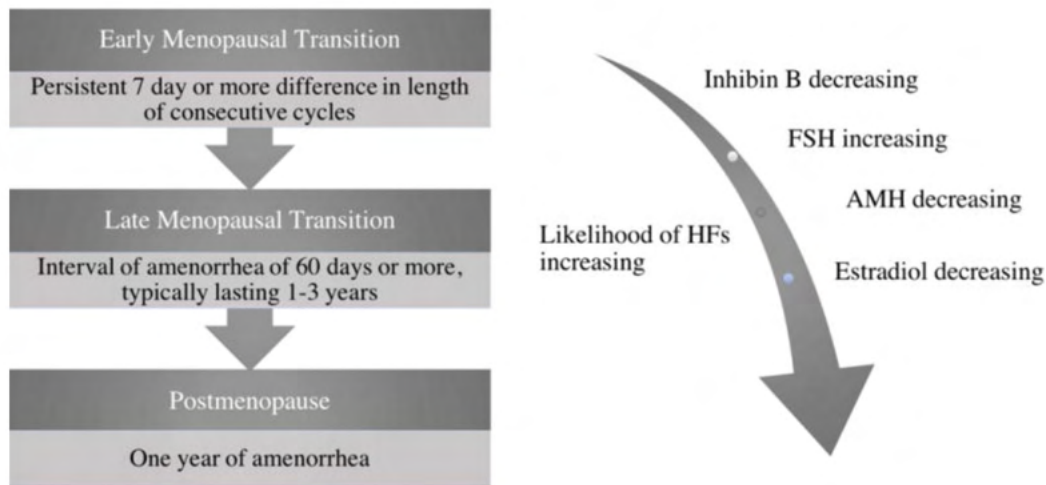 Early Menopausal Transition
Persistent 7 day or more difference in length
of consecutive cycles
Late Menopausal Transition
Interval of amenorrhea of 60 days or more,
typically lasting 1-3 years
Postmenopause
One year of amenorrhea
Inhibin B decreasing
FSH increasing
AMH decreasing
Likelihood of HFs
increasing
Estradiol decreasing